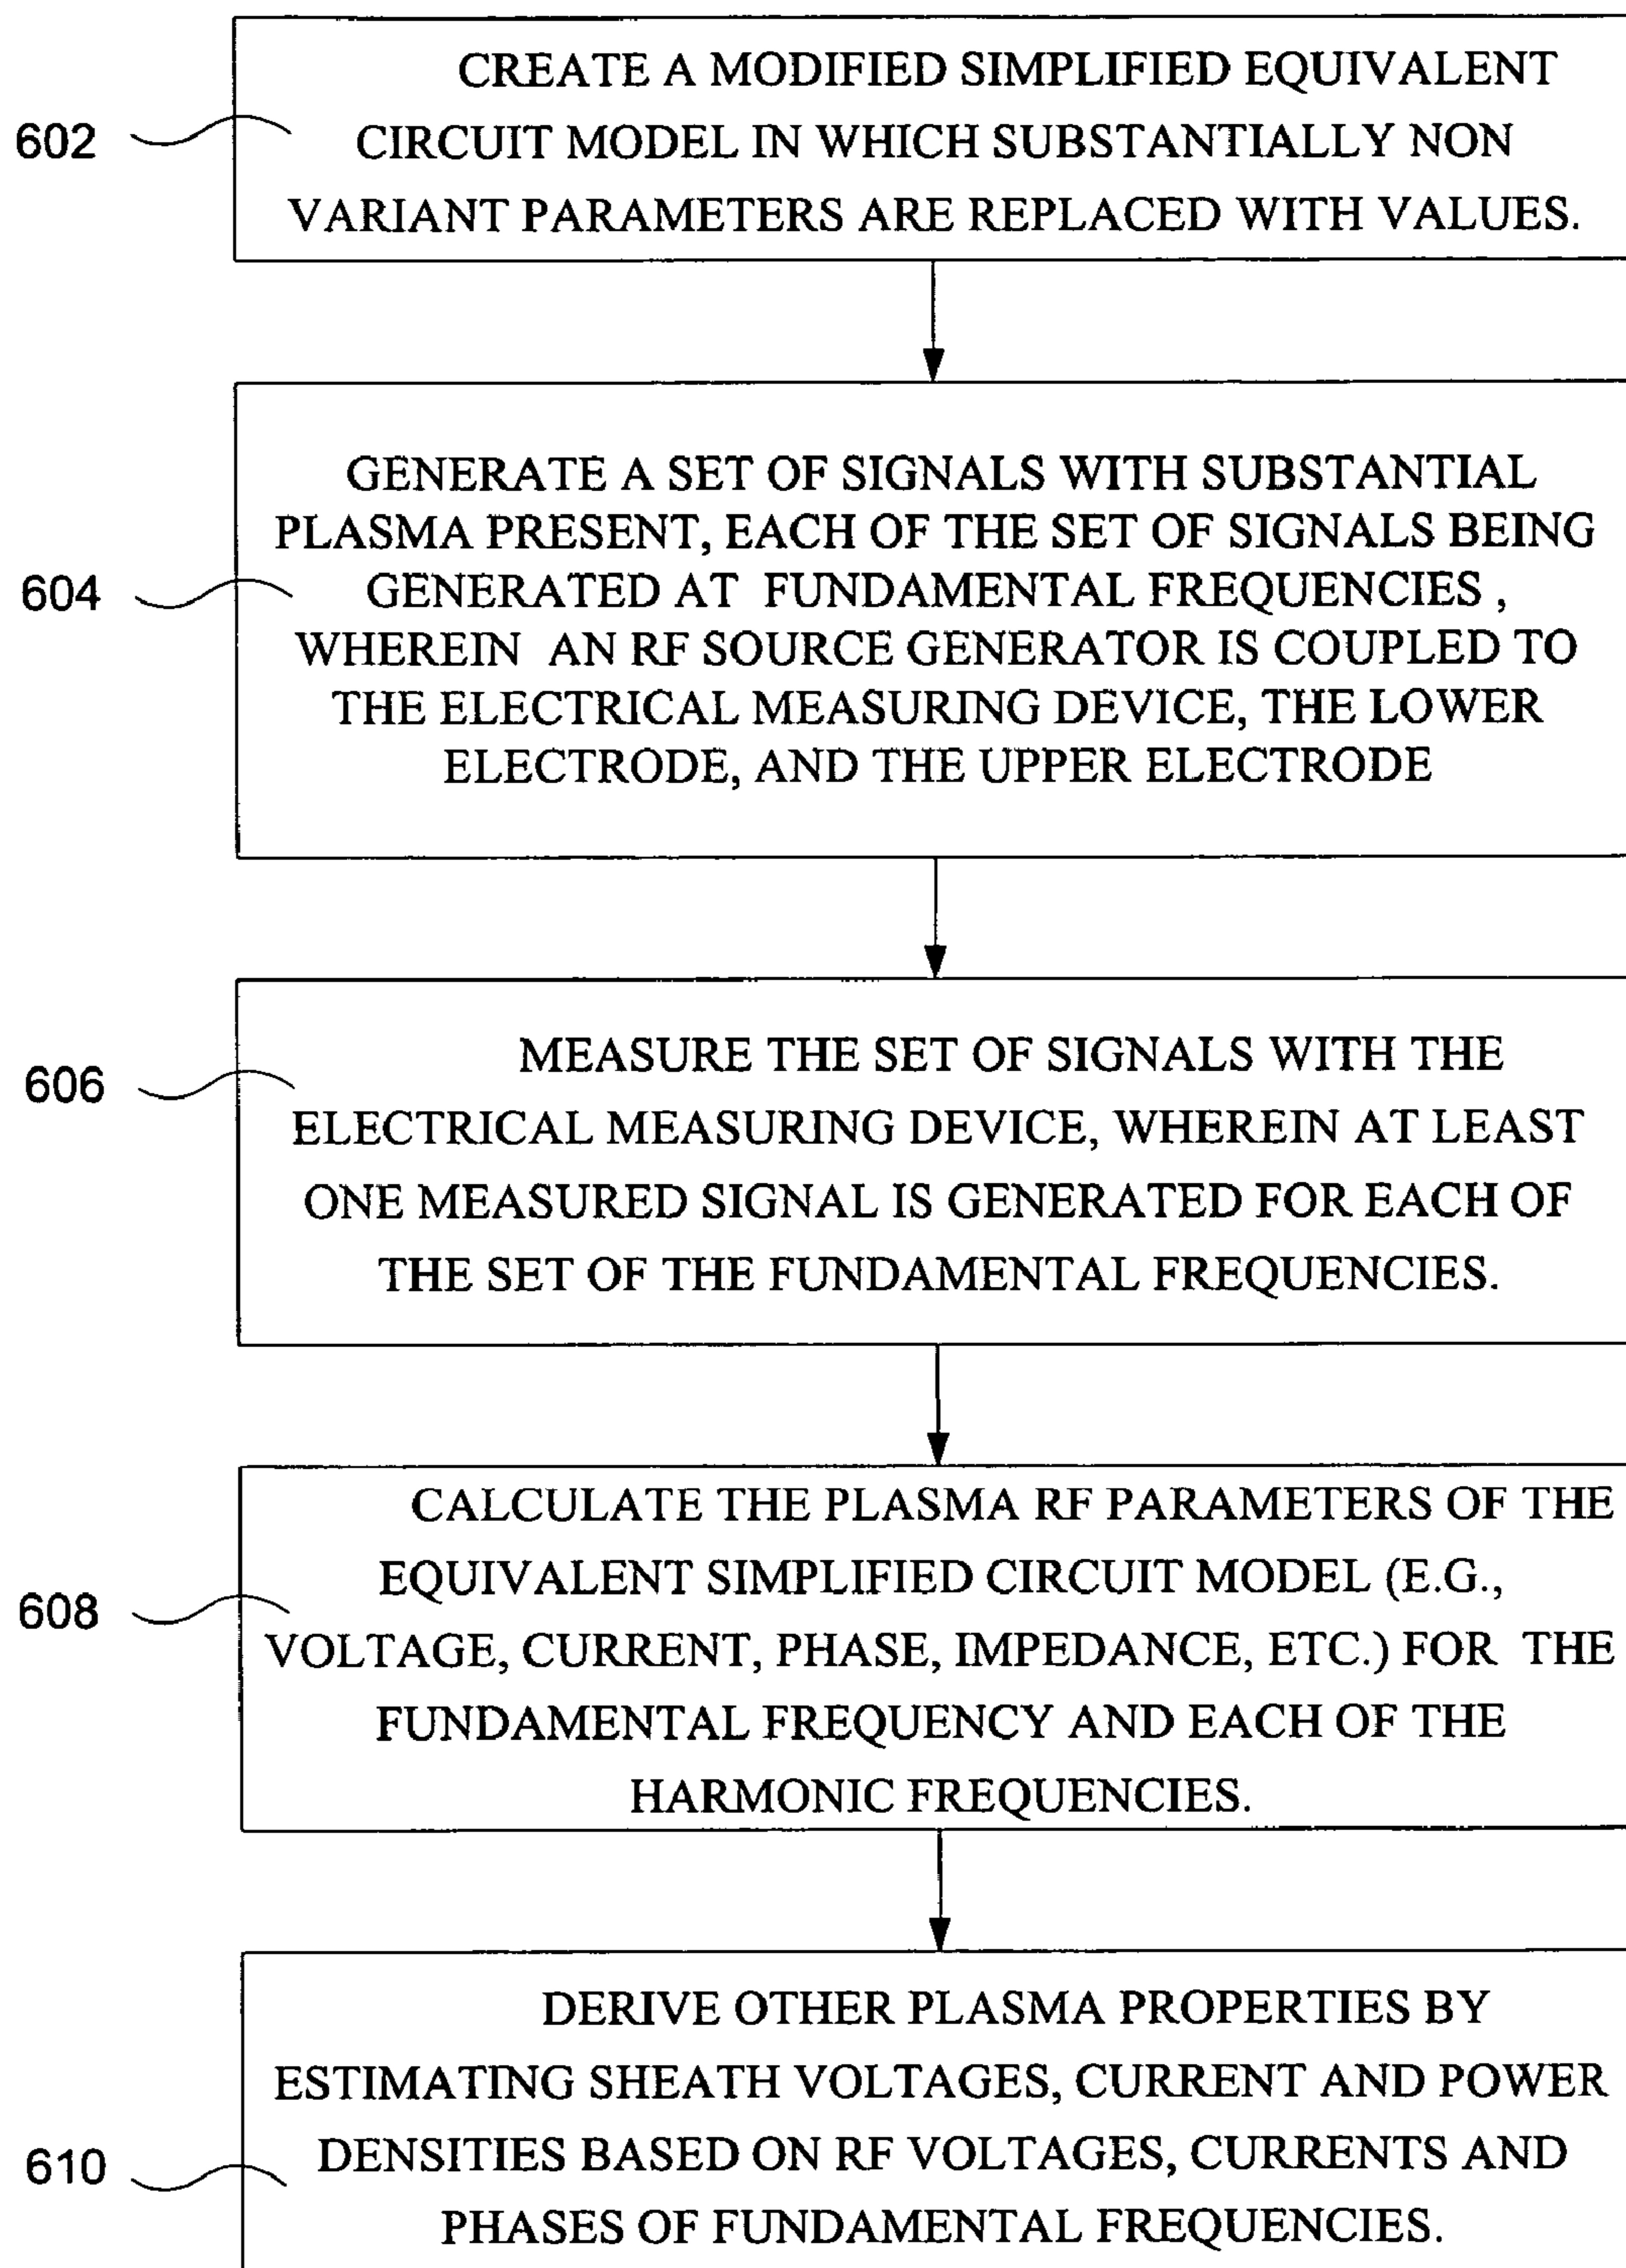 CREATE A MODIFIED SIMPLIFIED EQUIVALENT
602
CIRCUIT MODEL IN WHICH SUBSTANTIALLY NON
VARIANT PARAMETERS ARE REPLACED WITH VALUES.
GENERATE A SET OF SIGNALS WITH SUBSTANTIAL
PLASMA PRESENT, EACH OF THE SET OF SIGNALS BEING
604
GENERATED AT FUNDAMENTAL FREQUENCIES ,
WHEREIN AN RF SOURCE GENERATOR IS COUPLED TO
THE ELECTRICAL MEASURING DEVICE, THE LOWER
ELECTRODE, AND THE UPPER ELECTRODE
MEASURE THE SET OF SIGNALS WITH THE
606
ELECTRICAL MEASURING DEVICE, WHEREIN AT LEAST
ONE MEASURED SIGNAL IS GENERATED FOR EACH OF
THE SET OF THE FUNDAMENTAL FREQUENCIES.
CALCULATE THE PLASMA RF PARAMETERS OF THE
EQUIVALENT SIMPLIFIED CIRCUIT MODEL (E.G.,
608
VOLTAGE, CURRENT, PHASE, IMPEDANCE, ETC.) FOR THE
FUNDAMENTAL FREQUENCY AND EACH OF THE
HARMONIC FREQUENCIES.
DERIVE OTHER PLASMA PROPERTIES BY
ESTIMATING SHEATH VOLTAGES, CURRENT AND POWER
610
DENSITIES BASED ON RF VOLTAGES, CURRENTS AND
PHASES OF FUNDAMENTAL FREQUENCIES.